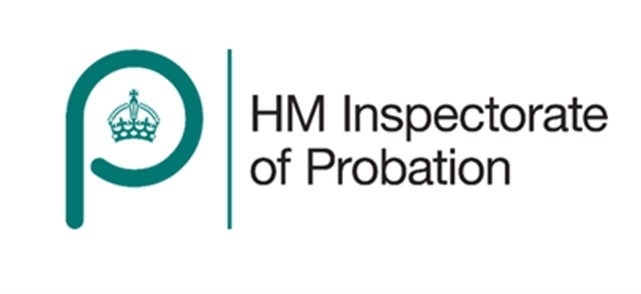 HM Inspectorate
of Probation